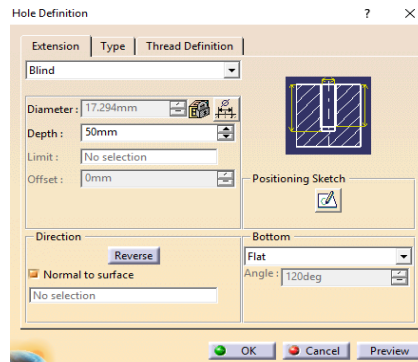 Hole Definition ? ×
Extension Type Thread Definition
Blind
Diameter : 17.294mm
Depth : 50mm
Limit : No selection
Offset : 0mm
Positioning Sketch
Direction
Reverse
Normal to surface
No selection
Bottom
Flat
Angle : 120deg
OK Cancel Preview